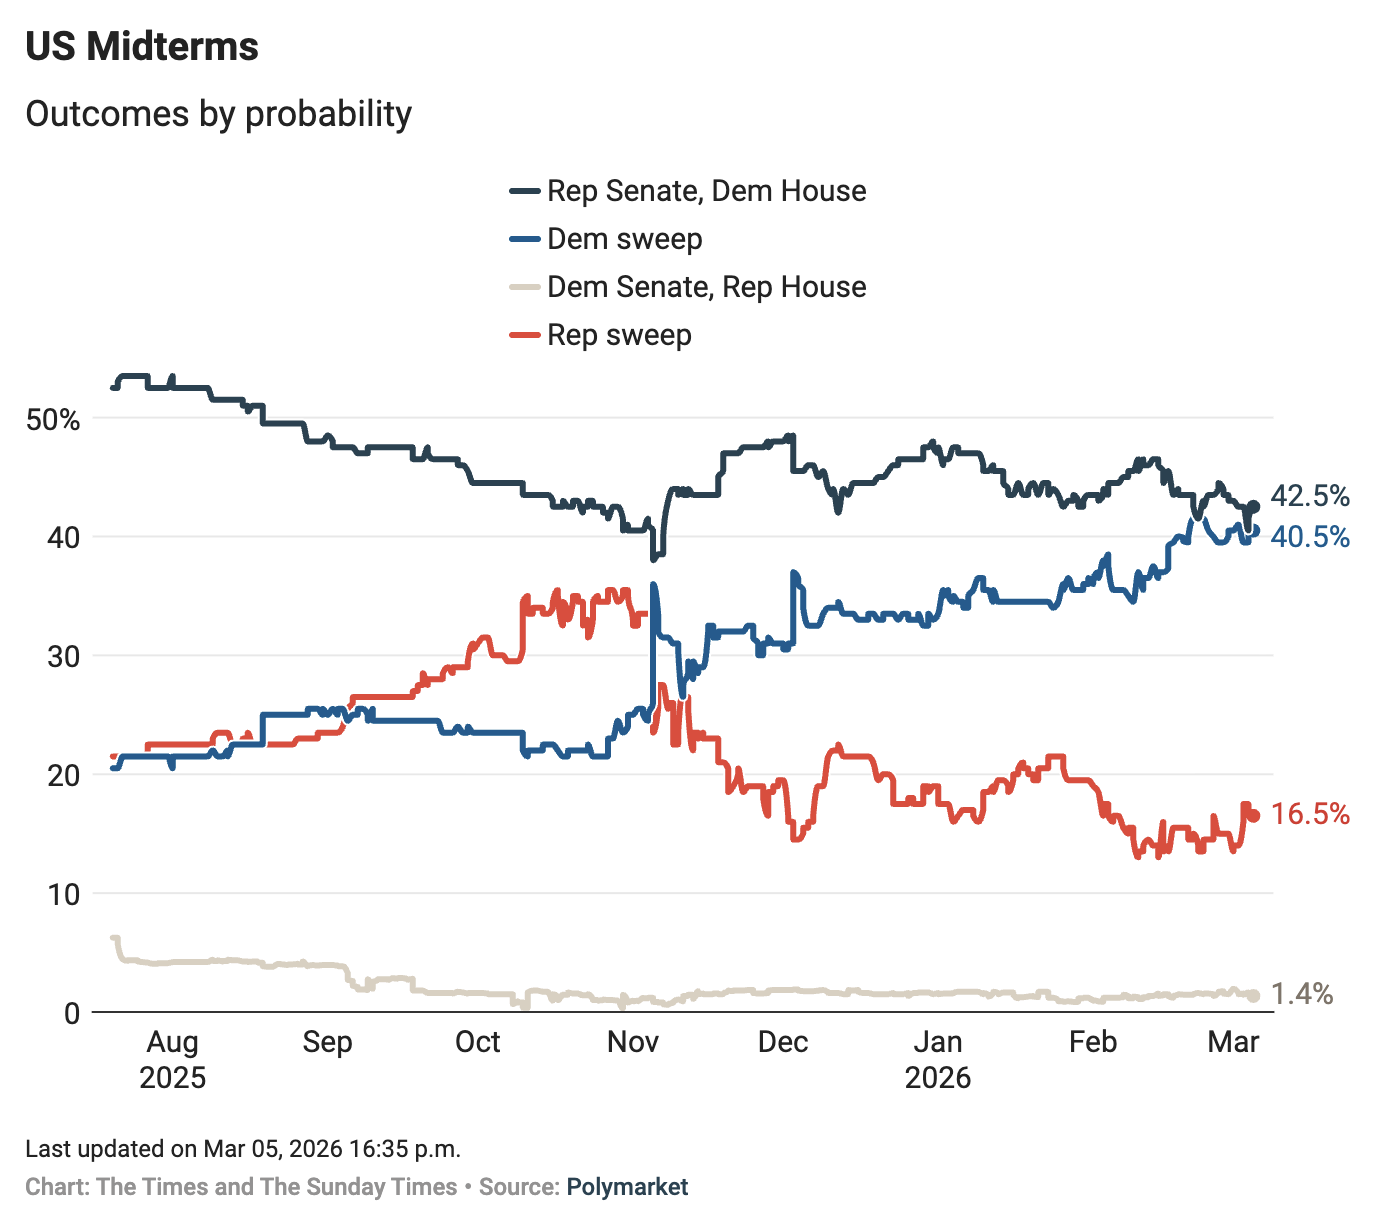 US Midterms
Outcomes by probability
Rep Senate, Dem House
Dem sweep
Dem Senate, Rep House
Rep sweep
50%
40
30
20
10
0
42.5%
40.5%
16.5%
1.4%
Aug Sep Oct Nov Dec Jan Feb Mar
2025 2026
Last updated on Mar 05, 2026 16:35 p.m.
Chart: The Times and The Sunday Times • Source: Polymarket